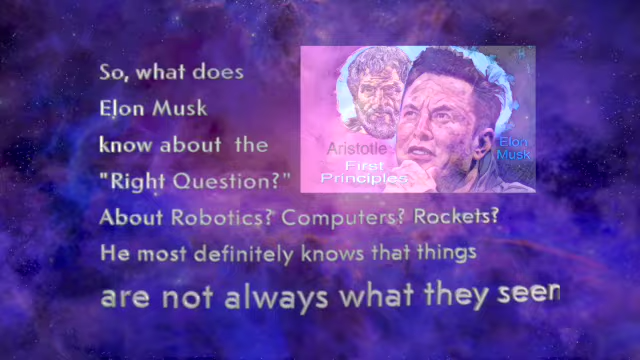 So, what does
Elon Musk
know about the
"Right Question?"
About Robotics? Computers? Rockets?
He most definitely knows that things
are not always what they seem
Aristotle
First
Principles
Elon
Musk